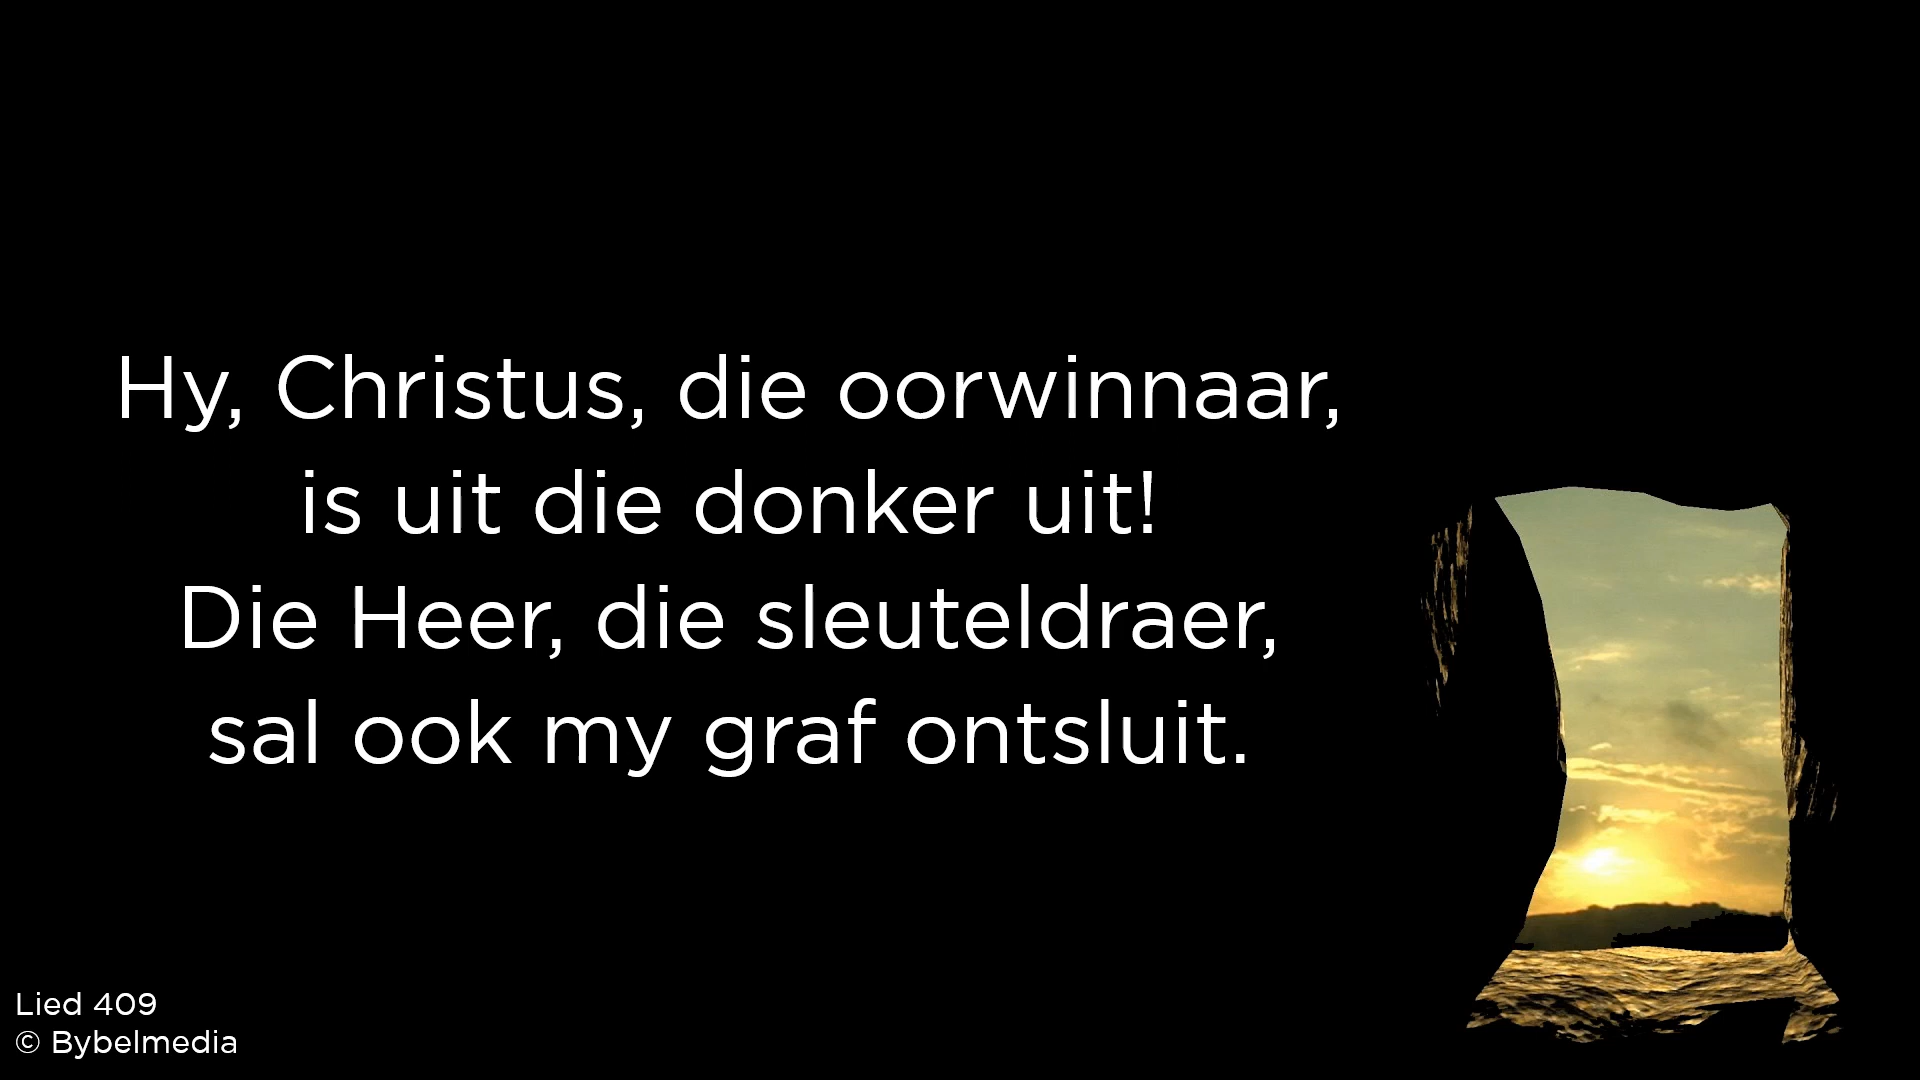 Hy, Christus, die oorwinnaar,
is uit die donker uit!
Die Heer, die sleuteldraer,
sal ook my graf ontsluit.
Lied 409
© Bybelmedia